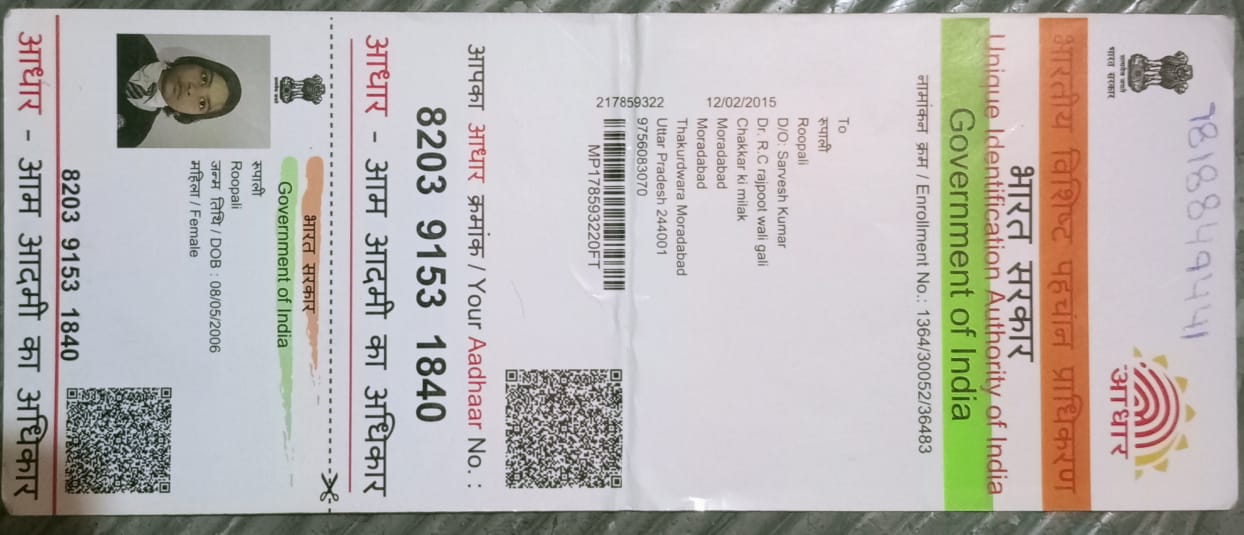 7818849441
भारत सरकार
आधार
भारतीय विशिष्ट पहचान प्राधिकरण
भारत सरकार
Unique Identification Authority of India
Government of India
नामांकन क्रम / Enrollment No.: 1364/30052/36483
To
रूपाली
Roopali
D/O: Sarvesh Kumar
Dr. R.C rajpoot wali gali
Chakkar ki milak
Moradabad
Moradabad
Thakurdwara Moradabad
Uttar Pradesh 244001
9756083070
12/02/2015
217859322
MP178593220FT
आपका आधार क्रमांक / Your Aadhaar No. :
8203 9153 1840
आधार - आम आदमी का अधिकार
भारत सरकार
Government of India
रूपाली
Roopali
जन्म तिथि / DOB : 08/05/2006
महिला / Female
8203 9153 1840
आधार - आम आदमी का अधिकार